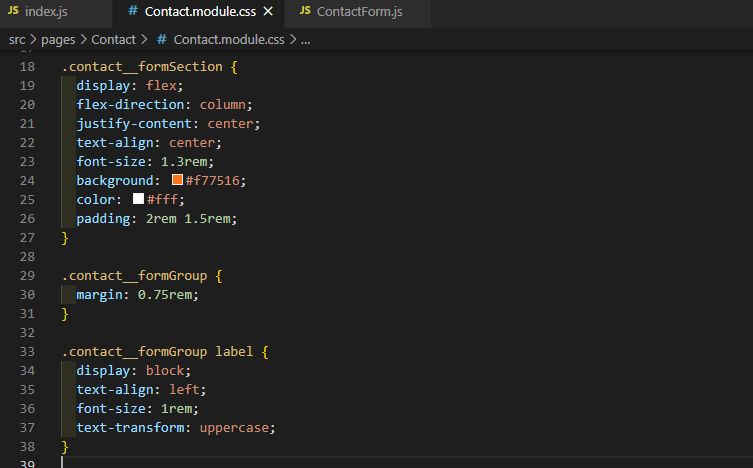 JS index.js
# Contact.module.css ×
JS ContactForm.js
src > pages > Contact > # Contact.module.css > ...
18 .contact__formSection {
19 display: flex;
20 flex-direction: column;
21 justify-content: center;
22 text-align: center;
23 font-size: 1.3rem;
24 background: #f77516;
25 color: #fff;
26 padding: 2rem 1.5rem;
27 }
28
29 .contact__formGroup {
30 margin: 0.75rem;
31 }
32
33 .contact__formGroup label {
34 display: block;
35 text-align: left;
36 font-size: 1rem;
37 text-transform: uppercase;
38 }
39